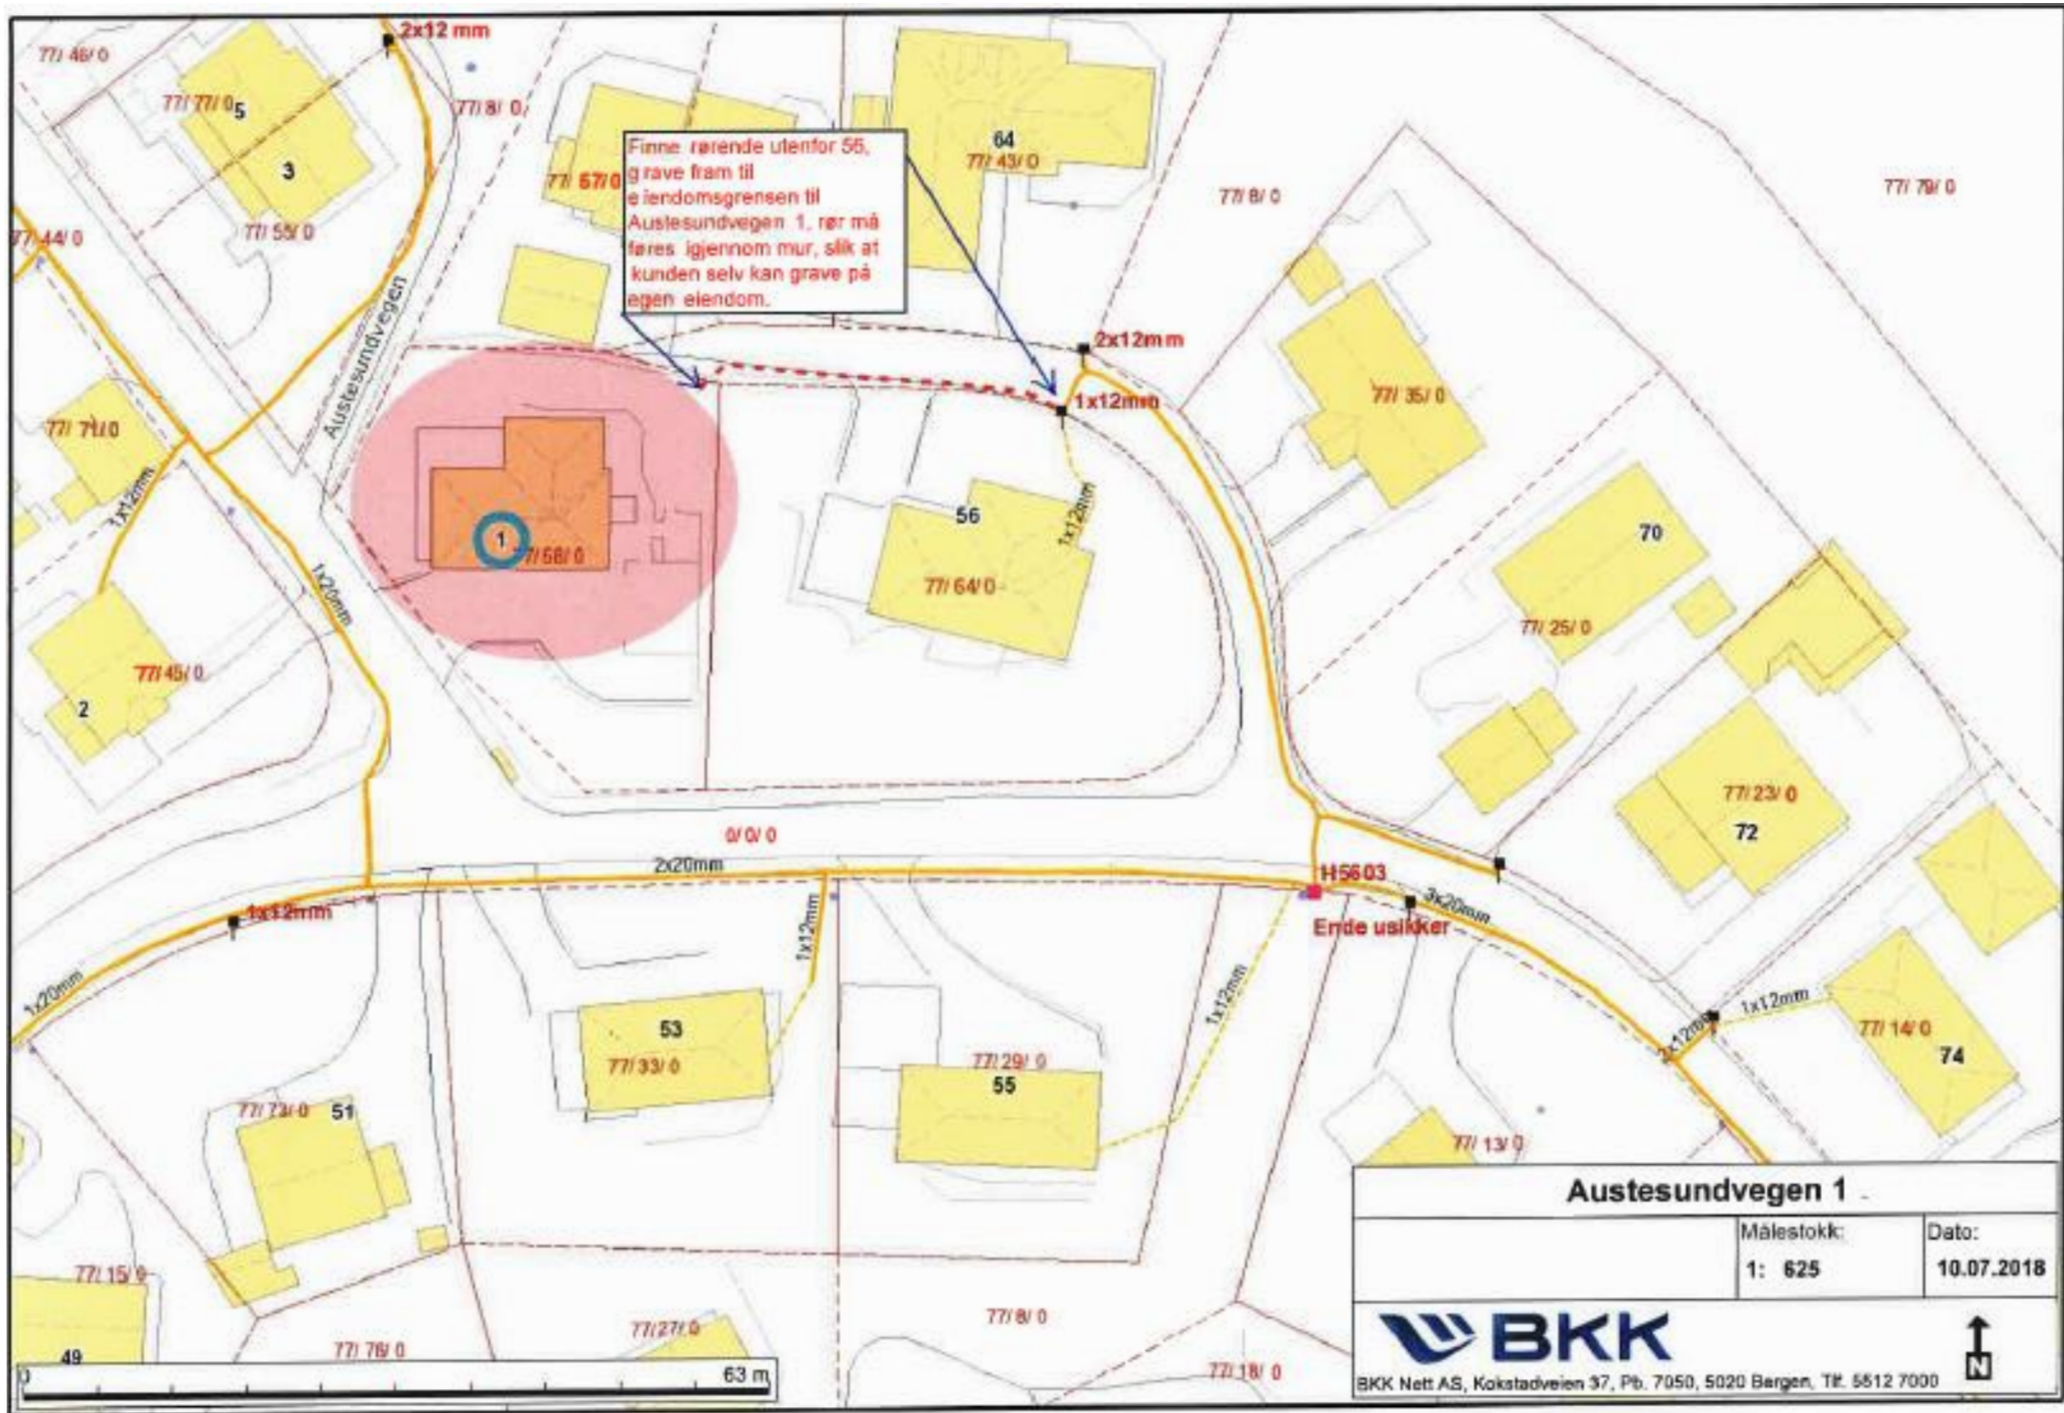 2x12 mm
77/ 46/ 0
77/ 77/ 0
5
77/ 8/ 0
3
77/ 55/ 0
77/ 44/ 0
Austesundvegen
77/ 57/0
Finne rørende utenfor 56,
grave fram til
eiendomsgrensen til
Austesundvegen 1, rør må
føres igjennom mur, slik at
kunden selv kan grave på
egen eiendom.
64
77/ 43/ 0
77/ 8/ 0
77/ 79/ 0
2x12mm
1x12mm
77/ 35/ 0
77/ 71/0
1x12mm
1
77/58/ 0
1x20mm
56
1x12mm
77/ 64/ 0
70
77/ 25/ 0
77/ 45/ 0
2
77/ 23/ 0
72
0/ 0/ 0
2x20mm
H5603
3x20mm
Ende usikker
1x12mm
1x20mm
1x12mm
1x12mm
53
77/ 33/ 0
77/ 29/ 0
55
2x12mm
1x12mm
77/ 14/ 0
74
77/ 73/ 0
51
77/ 13/ 0
77/ 15/ 0
49
77/ 76/ 0
77/ 27/ 0
77/ 8/ 0
77/ 18/ 0
0
63 m
Austesundvegen 1
Målestokk:
1: 625
Dato:
10.07.2018
BKK
N
BKK Nett AS, Kokstadveien 37, Pb. 7050, 5020 Bergen, Tlf. 5512 7000